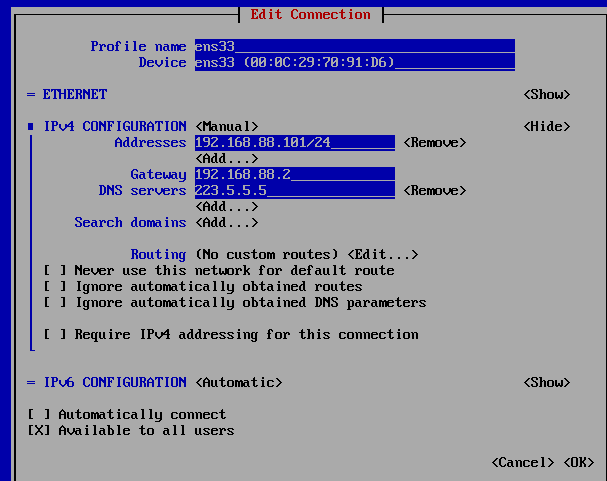 Edit Connection
Profile name ens33
Device ens33 (00:0C:29:70:91:D6)
= ETHERNET <Show>
IPv4 CONFIGURATION <Manual> <Hide>
Addresses 192.168.88.101/24 <Remove>
<Add...>
Gateway 192.168.88.2
DNS servers 223.5.5.5 <Remove>
<Add...>
Search domains <Add...>
Routing (No custom routes) <Edit...>
[ ] Never use this network for default route
[ ] Ignore automatically obtained routes
[ ] Ignore automatically obtained DNS parameters
[ ] Require IPv4 addressing for this connection
= IPv6 CONFIGURATION <Automatic> <Show>
[ ] Automatically connect
[X] Available to all users
<Cancel> <OK>